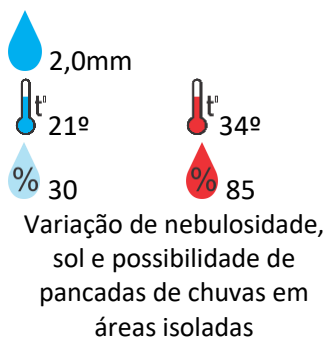 2,0mm
t° 21º t° 34º
% 30 % 85
Variação de nebulosidade,
sol e possibilidade de
pancadas de chuvas em
áreas isoladas